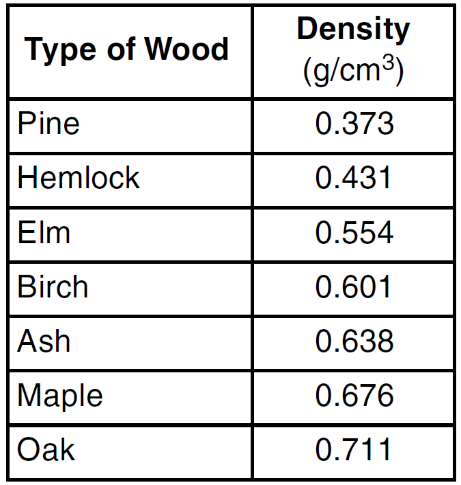 Type of Wood Density
(g/cm³)
Pine 0.373
Hemlock 0.431
Elm 0.554
Birch 0.601
Ash 0.638
Maple 0.676
Oak 0.711